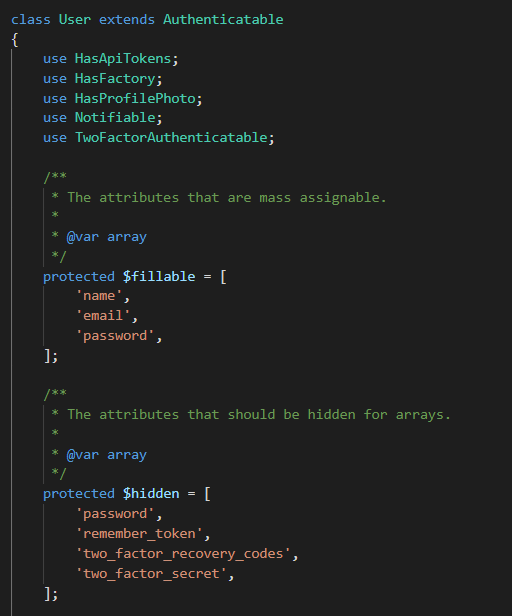 class User extends Authenticatable
{
    use HasApiTokens;
    use HasFactory;
    use HasProfilePhoto;
    use Notifiable;
    use TwoFactorAuthenticatable;

    /**
     * The attributes that are mass assignable.
     *
     * @var array
     */
    protected $fillable = [
        'name',
        'email',
        'password',
    ];

    /**
     * The attributes that should be hidden for arrays.
     *
     * @var array
     */
    protected $hidden = [
        'password',
        'remember_token',
        'two_factor_recovery_codes',
        'two_factor_secret',
    ];